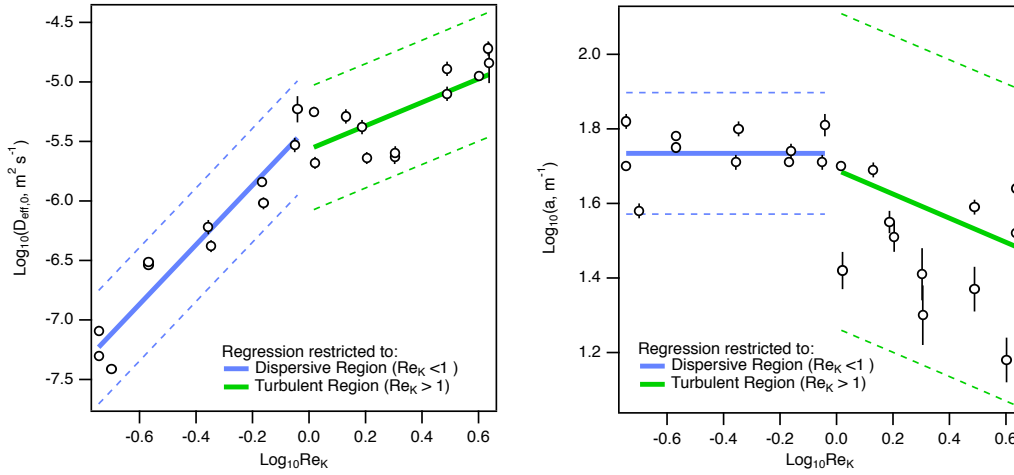 -4.5
-5.0
-5.5
-6.0
-6.5
-7.0
-7.5
Log10(Deff,0, m2 s-1)
Regression restricted to:
Dispersive Region (ReK <1 )
Turbulent Region (ReK > 1)
-0.6
-0.4
-0.2
0.0
0.2
0.4
0.6
Log10ReK
2.0
1.8
1.6
1.4
1.2
Log10(a, m-1)
Regression restricted to:
Dispersive Region (ReK <1 )
Turbulent Region (ReK > 1)
-0.6
-0.4
-0.2
0.0
0.2
0.4
0.6
Log10ReK